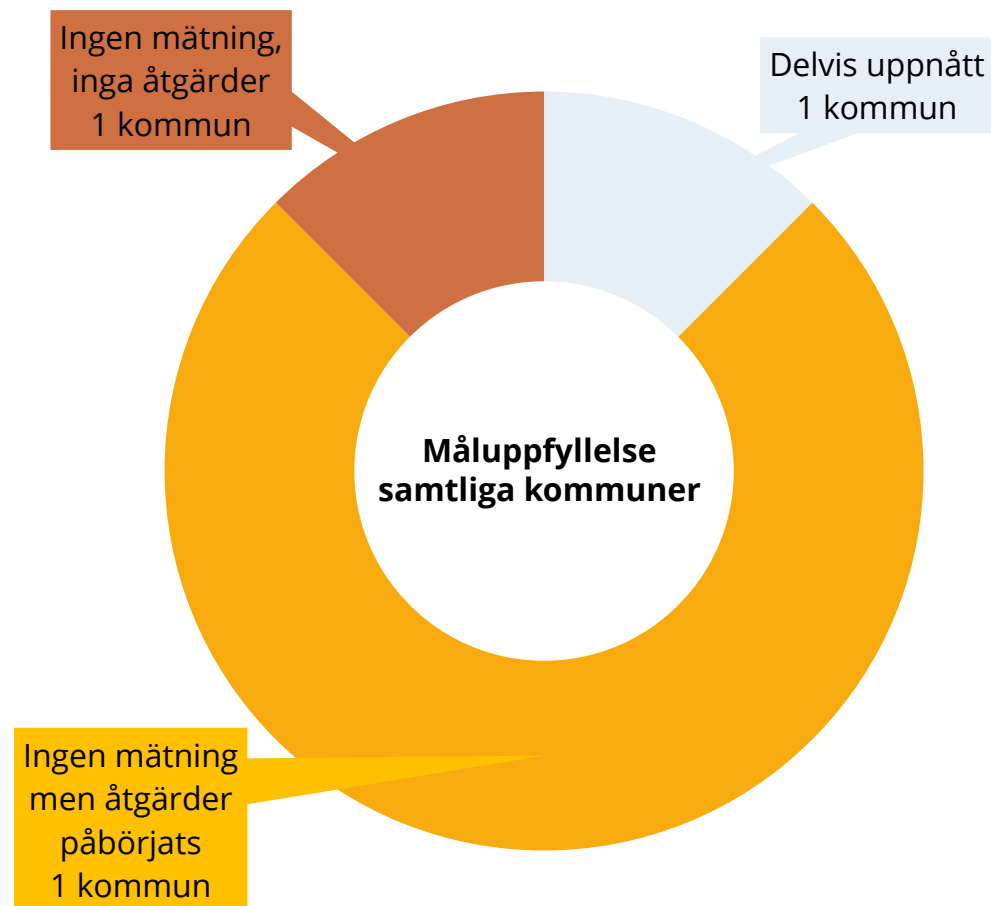 Ingen mätning,
inga åtgärder
1 kommun
Delvis uppnått
1 kommun
Måluppfyllelse
samtliga kommuner
Ingen mätning
men åtgärder
påbörjats
1 kommun